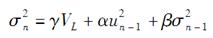 σ²ₙ = γV_L + αu²ₙ₋₁ + βσ²ₙ₋₁